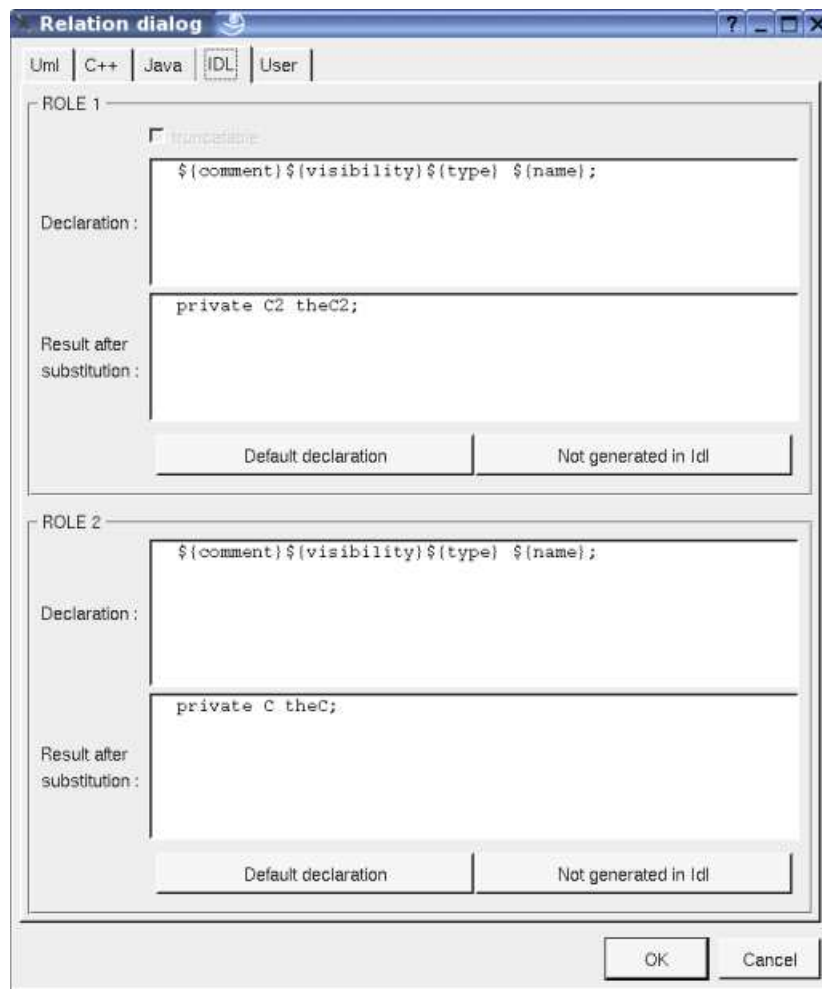 Relation dialog
Uml C++ Java IDL User
ROLE 1
truncatable
Declaration :
${comment}${visibility}${type} ${name};
Result after
substitution :
private C2 theC2;
Default declaration Not generated in Idl
ROLE 2
Declaration :
${comment}${visibility}${type} ${name};
Result after
substitution :
private C theC;
Default declaration Not generated in Idl
OK Cancel